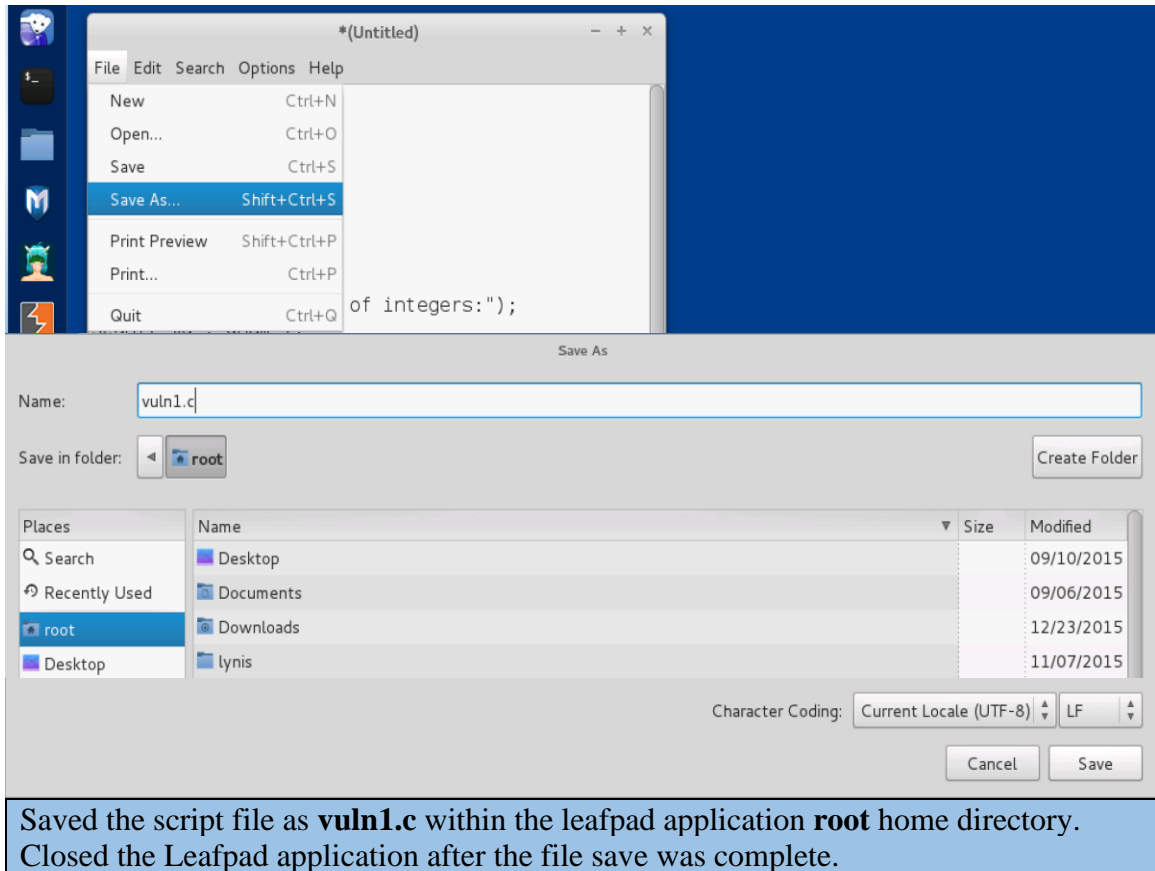 *(Untitled)
File Edit Search Options Help
New Ctrl+N
Open... Ctrl+O
Save Ctrl+S
Save As... Shift+Ctrl+S
Print Preview Shift+Ctrl+P
Print... Ctrl+P
Quit Ctrl+Q
of integers:");
Save As
Name: vuln1.c
Save in folder: root Create Folder
Places Name Size Modified
Search Desktop 09/10/2015
Recently Used Documents 09/06/2015
root Downloads 12/23/2015
Desktop lynis 11/07/2015
Character Coding: Current Locale (UTF-8) LF
Cancel Save
Saved the script file as vuln1.c within the leafpad application root home directory.
Closed the Leafpad application after the file save was complete.